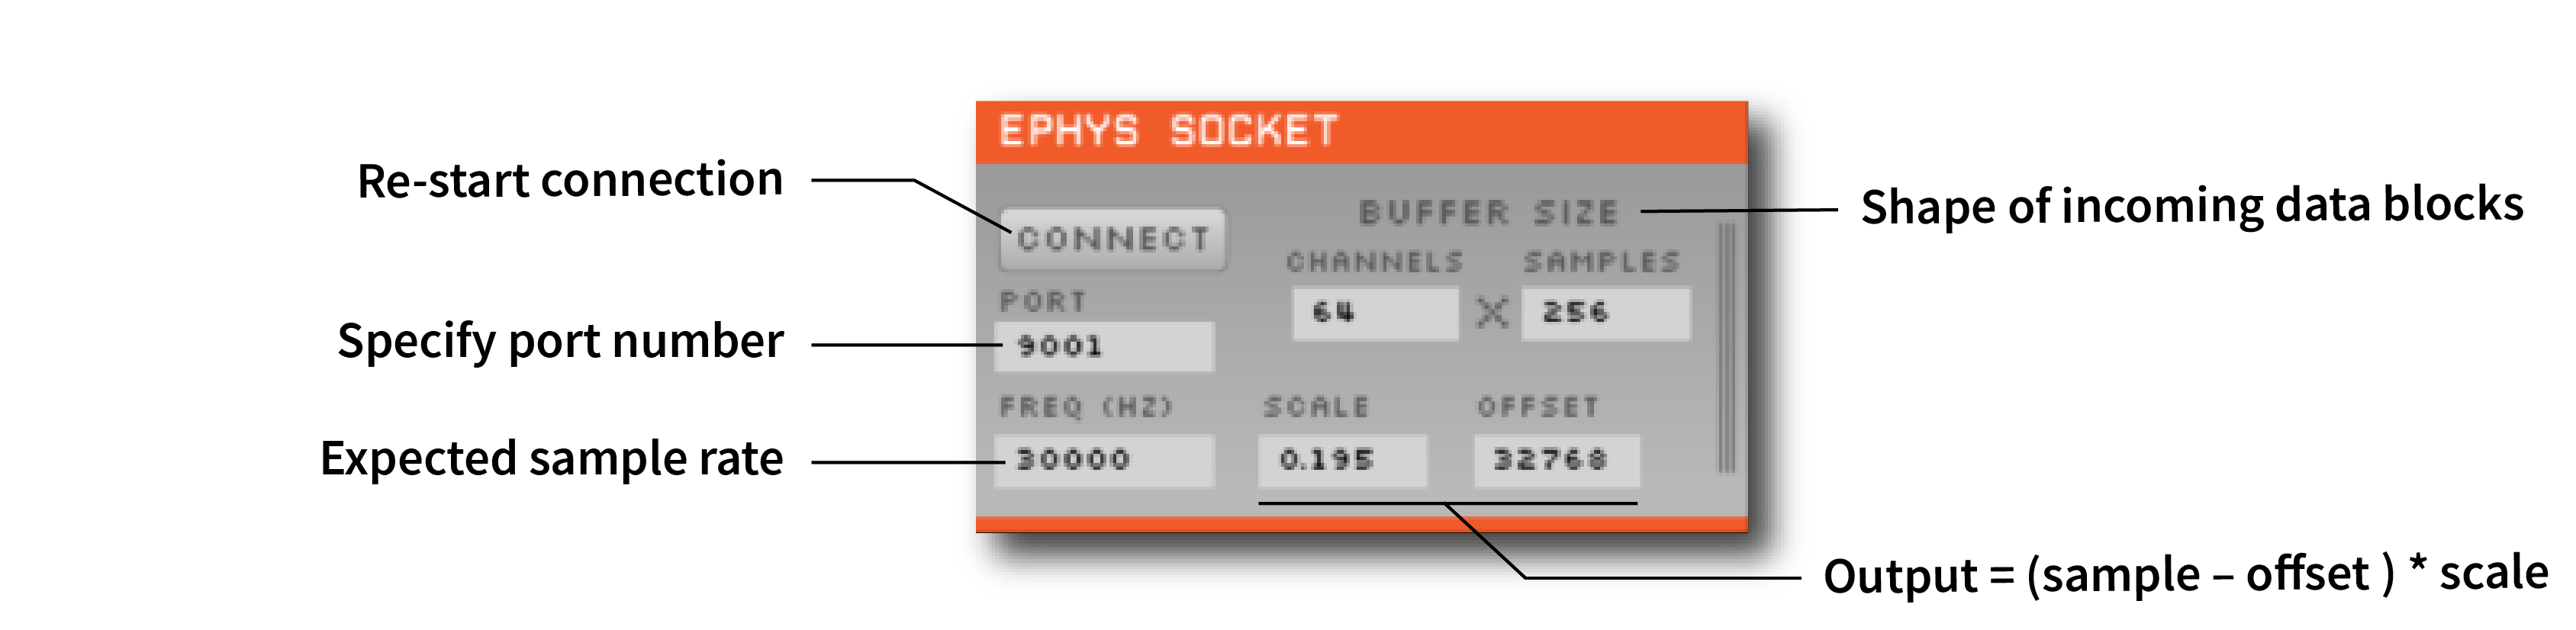 EPHYS SOCKET
Re-start connection
CONNECT
BUFFER SIZE
Shape of incoming data blocks
CHANNELS SAMPLES
64 X 256
PORT
Specify port number
9001
FREQ (HZ) SCALE OFFSET
Expected sample rate
30000 0.195 32768
Output = (sample – offset ) * scale